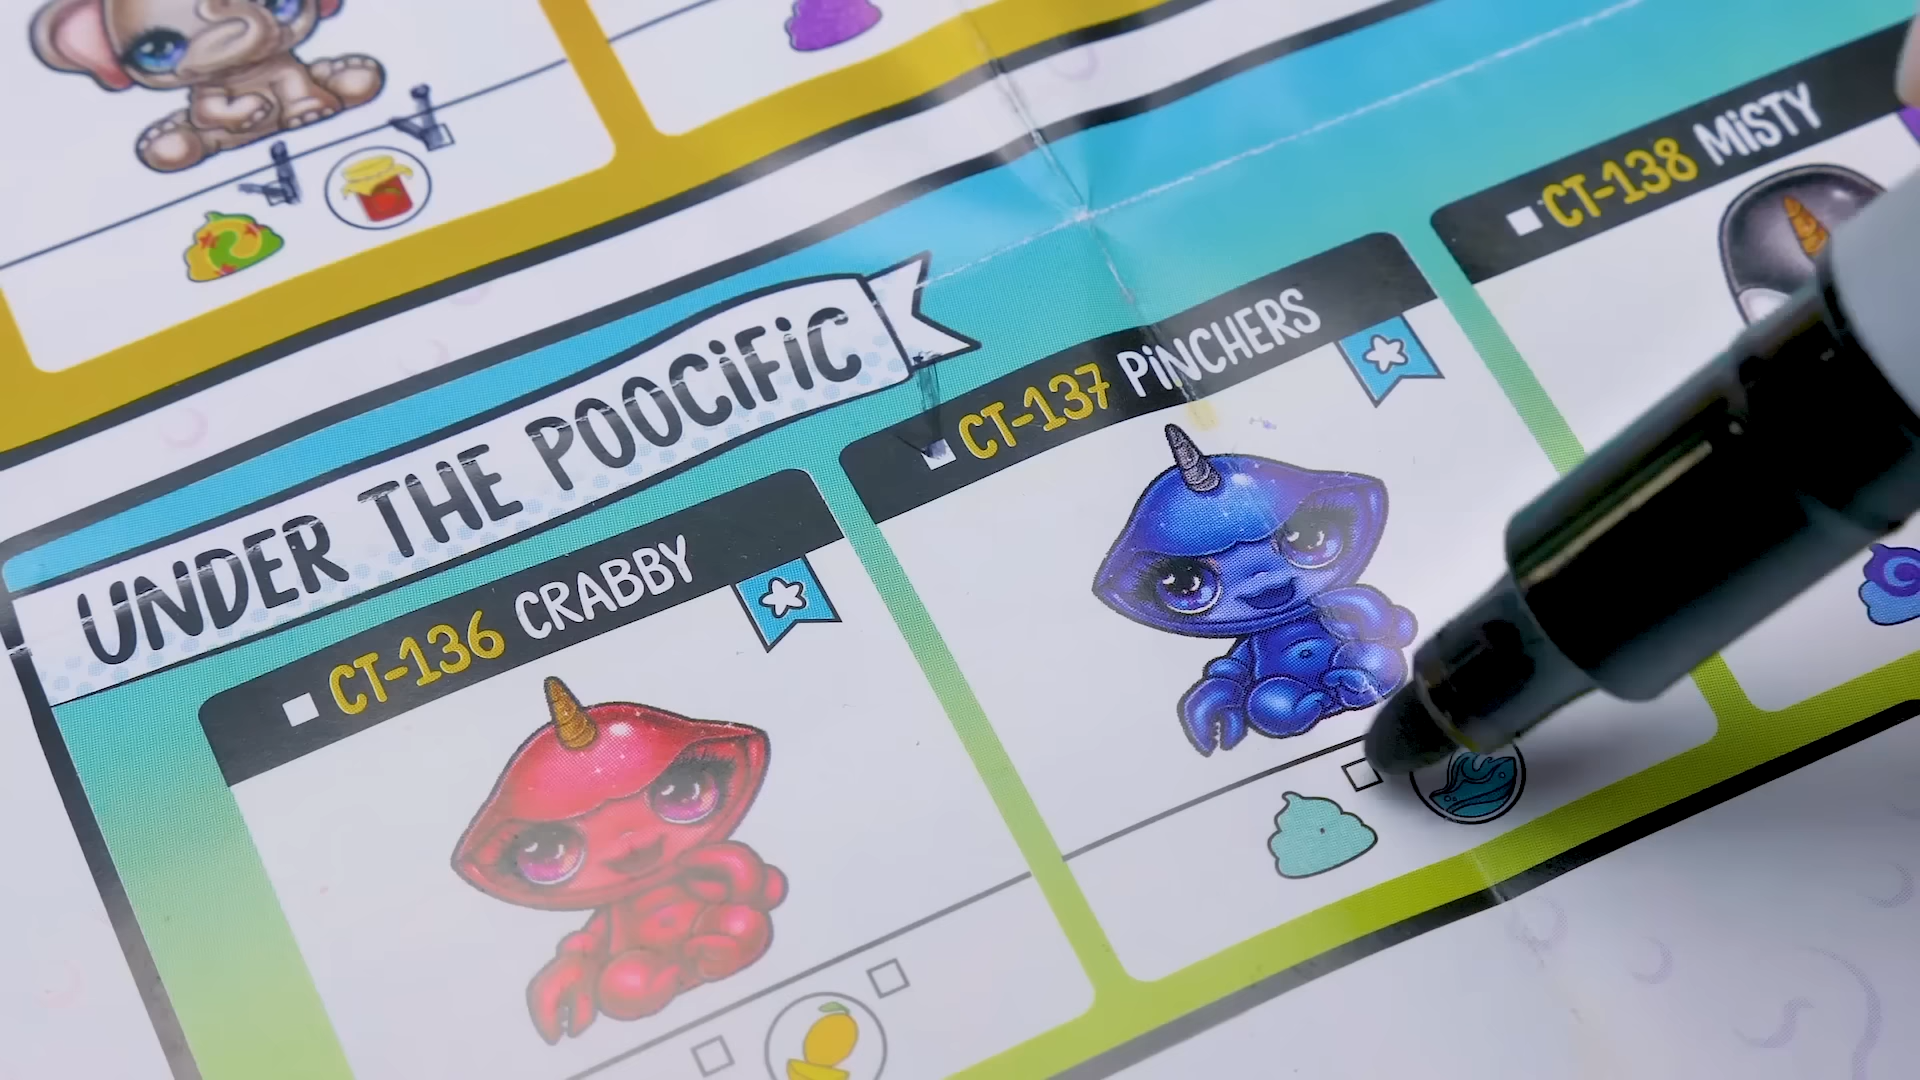 UNDER THE POOCiFiC
CT-136 CRABBY
CT-137 PiNCHERS
CT-138 MiSTY